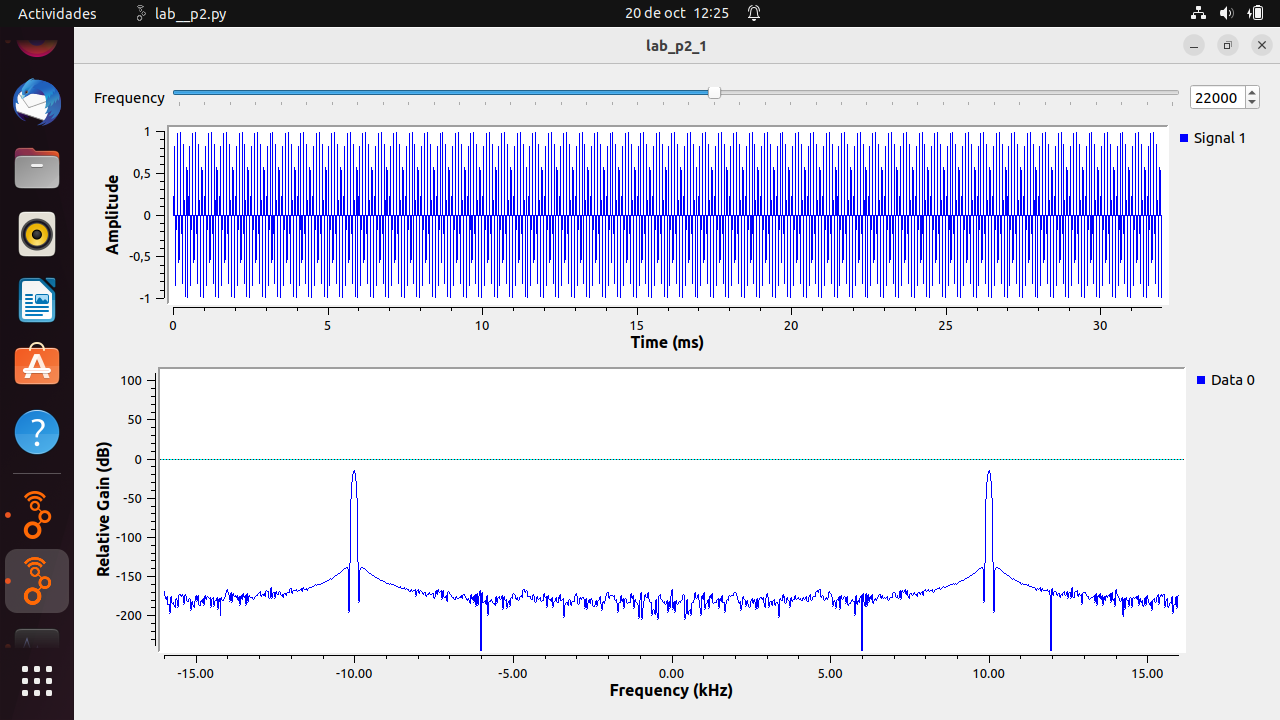 Actividades
lab__p2.py
20 de oct 12:25
lab_p2_1
Frequency
22000
1
0,5
0
-0,5
-1
Amplitude
Signal 1
0 5 10 15 20 25 30
Time (ms)
100
50
0
-50
-100
-150
-200
Relative Gain (dB)
Data 0
-15.00 -10.00 -5.00 0.00 5.00 10.00 15.00
Frequency (kHz)